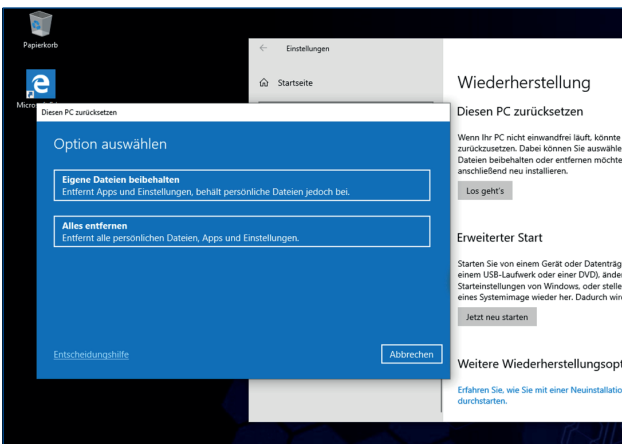 Papierkorb
Einstellungen
Startseite
Diesen PC zurücksetzen
Option auswählen
Eigene Dateien beibehalten
Entfernt Apps und Einstellungen, behält persönliche Dateien jedoch bei.
Alles entfernen
Entfernt alle persönlichen Dateien, Apps und Einstellungen.
Entscheidungshilfe
Abbrechen
Wiederherstellung
Diesen PC zurücksetzen
Wenn Ihr PC nicht einwandfrei läuft, könnte
zurückzusetzen. Dabei können Sie auswähle
Dateien beibehalten oder entfernen möchte
anschließend neu installieren.
Los geht's
Erweiterter Start
Starten Sie von einem Gerät oder Datenträg
einem USB-Laufwerk oder einer DVD), änder
Starteinstellungen von Windows, oder stelle
eines Systemimage wieder her. Dadurch wir
Jetzt neu starten
Weitere Wiederherstellungsopt
Erfahren Sie, wie Sie mit einer Neuinstallatio
durchstarten.